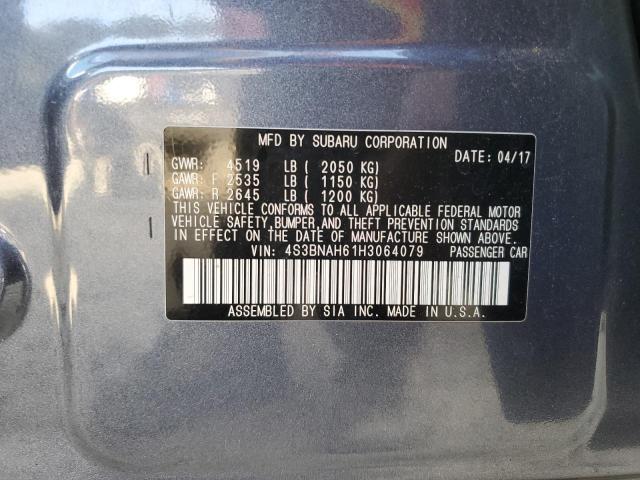 MFD BY SUBARU CORPORATION
DATE: 04/17
GVWR: 4519 LB ( 2050 KG)
GAWR: F 2535 LB ( 1150 KG)
GAWR: R 2645 LB ( 1200 KG)
THIS VEHICLE CONFORMS TO ALL APPLICABLE FEDERAL MOTOR
VEHICLE SAFETY, BUMPER, AND THEFT PREVENTION STANDARDS
IN EFFECT ON THE DATE OF MANUFACTURE SHOWN ABOVE.
VIN: 4S3BNAH61H3064079 PASSENGER CAR
ASSEMBLED BY SIA INC. MADE IN U.S.A.